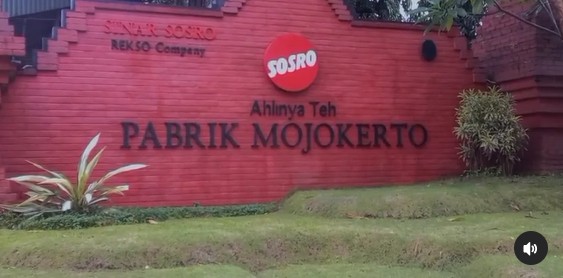 SINAR SOSRO
REKSO Company
SOSRO
Ahlinya Teh
PABRIK MOJOKERTO